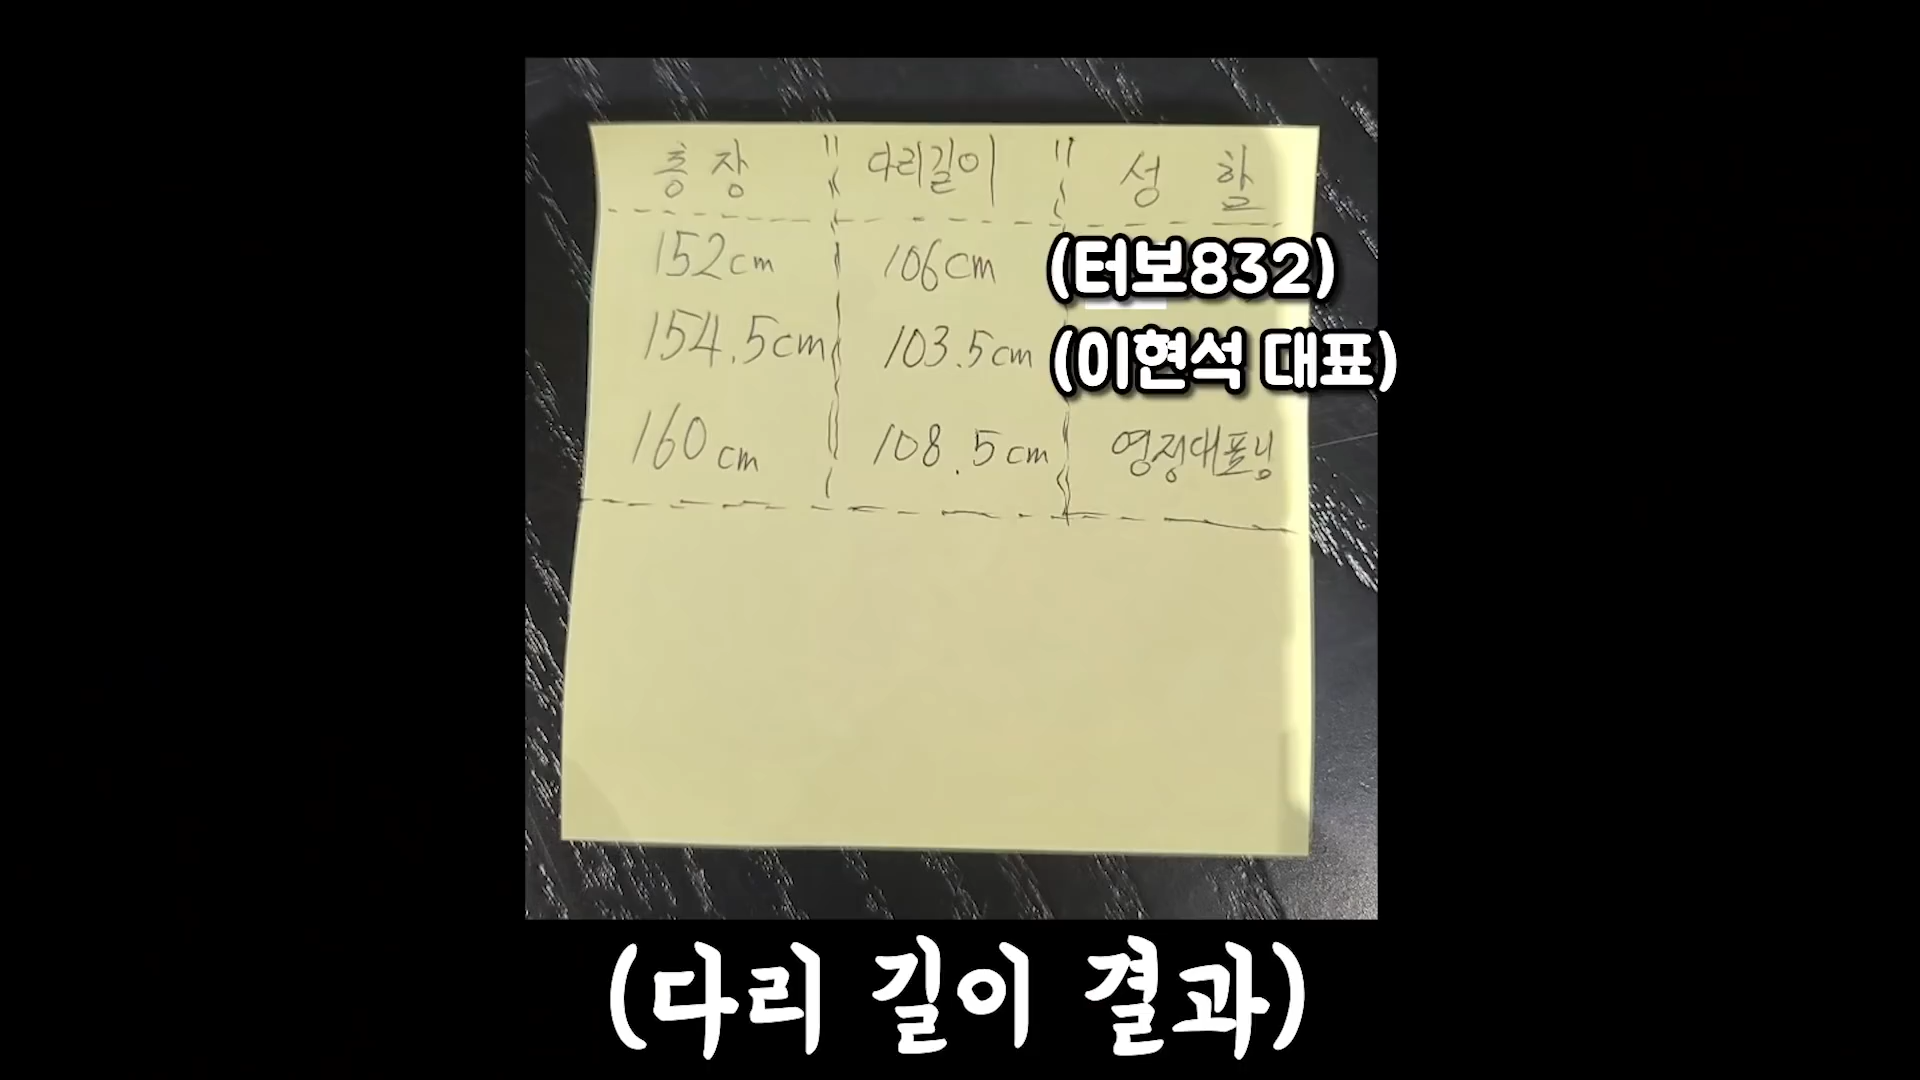 총 장 다리길이 성 함
152cm 106cm (터보832)
154.5cm 103.5cm (이현석 대표)
160cm 108.5cm 영정대표님
(다리 길이 결과)